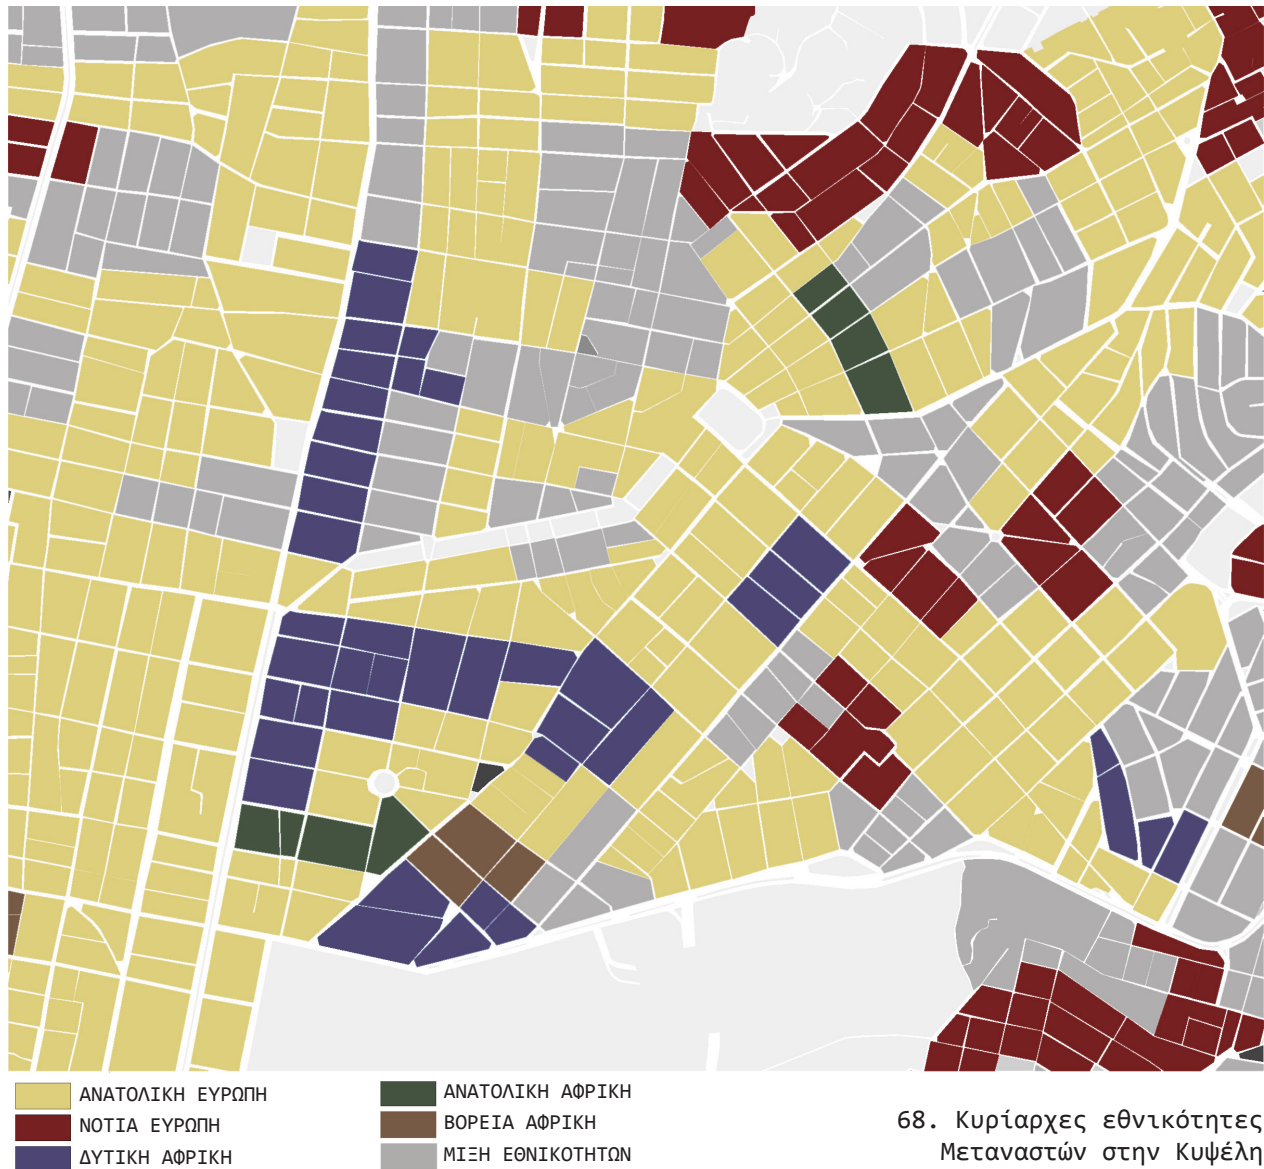 ΑΝΑΤΟΛΙΚΗ ΕΥΡΩΠΗ
ΝΟΤΙΑ ΕΥΡΩΠΗ
ΔΥΤΙΚΗ ΑΦΡΙΚΗ
ΑΝΑΤΟΛΙΚΗ ΑΦΡΙΚΗ
ΒΟΡΕΙΑ ΑΦΡΙΚΗ
ΜΙΞΗ ΕΘΝΙΚΟΤΗΤΩΝ
68. Κυρίαρχες εθνικότητες
Μεταναστών στην Κυψέλη